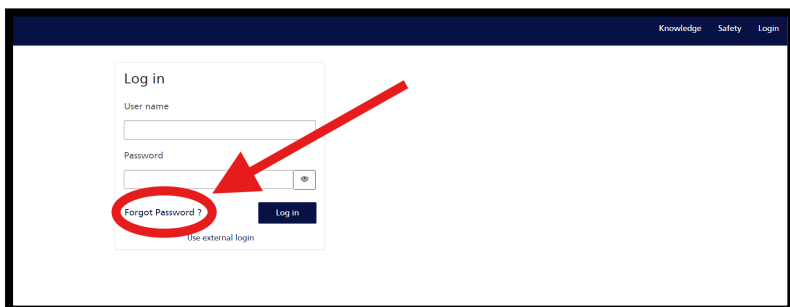 Knowledge Safety Login
Log in
User name
Password
Forgot Password ?
Log in
Use external login